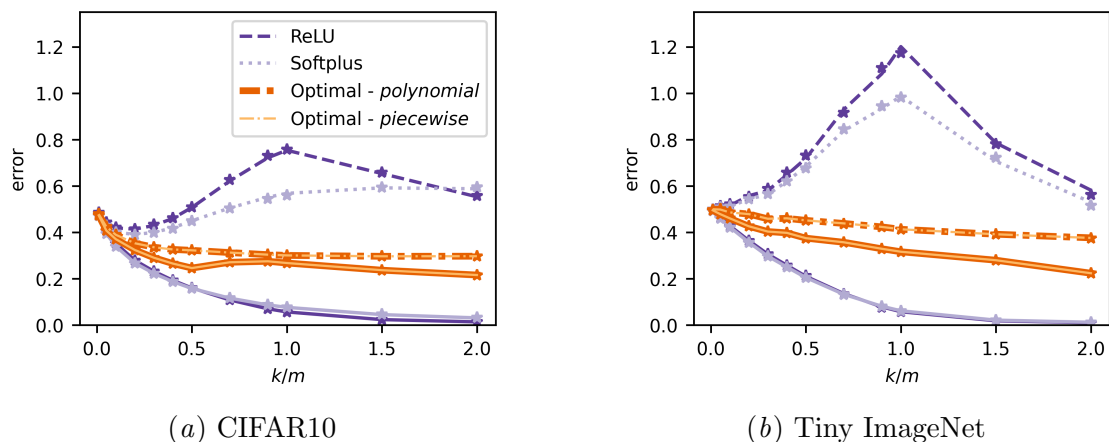 ReLU
Softplus
Optimal - polynomial
Optimal - piecewise
error
1.2
1.0
0.8
0.6
0.4
0.2
0.0
0.0 0.5 1.0 1.5 2.0
k/m
(a) CIFAR10
error
1.2
1.0
0.8
0.6
0.4
0.2
0.0
0.0 0.5 1.0 1.5 2.0
k/m
(b) Tiny ImageNet